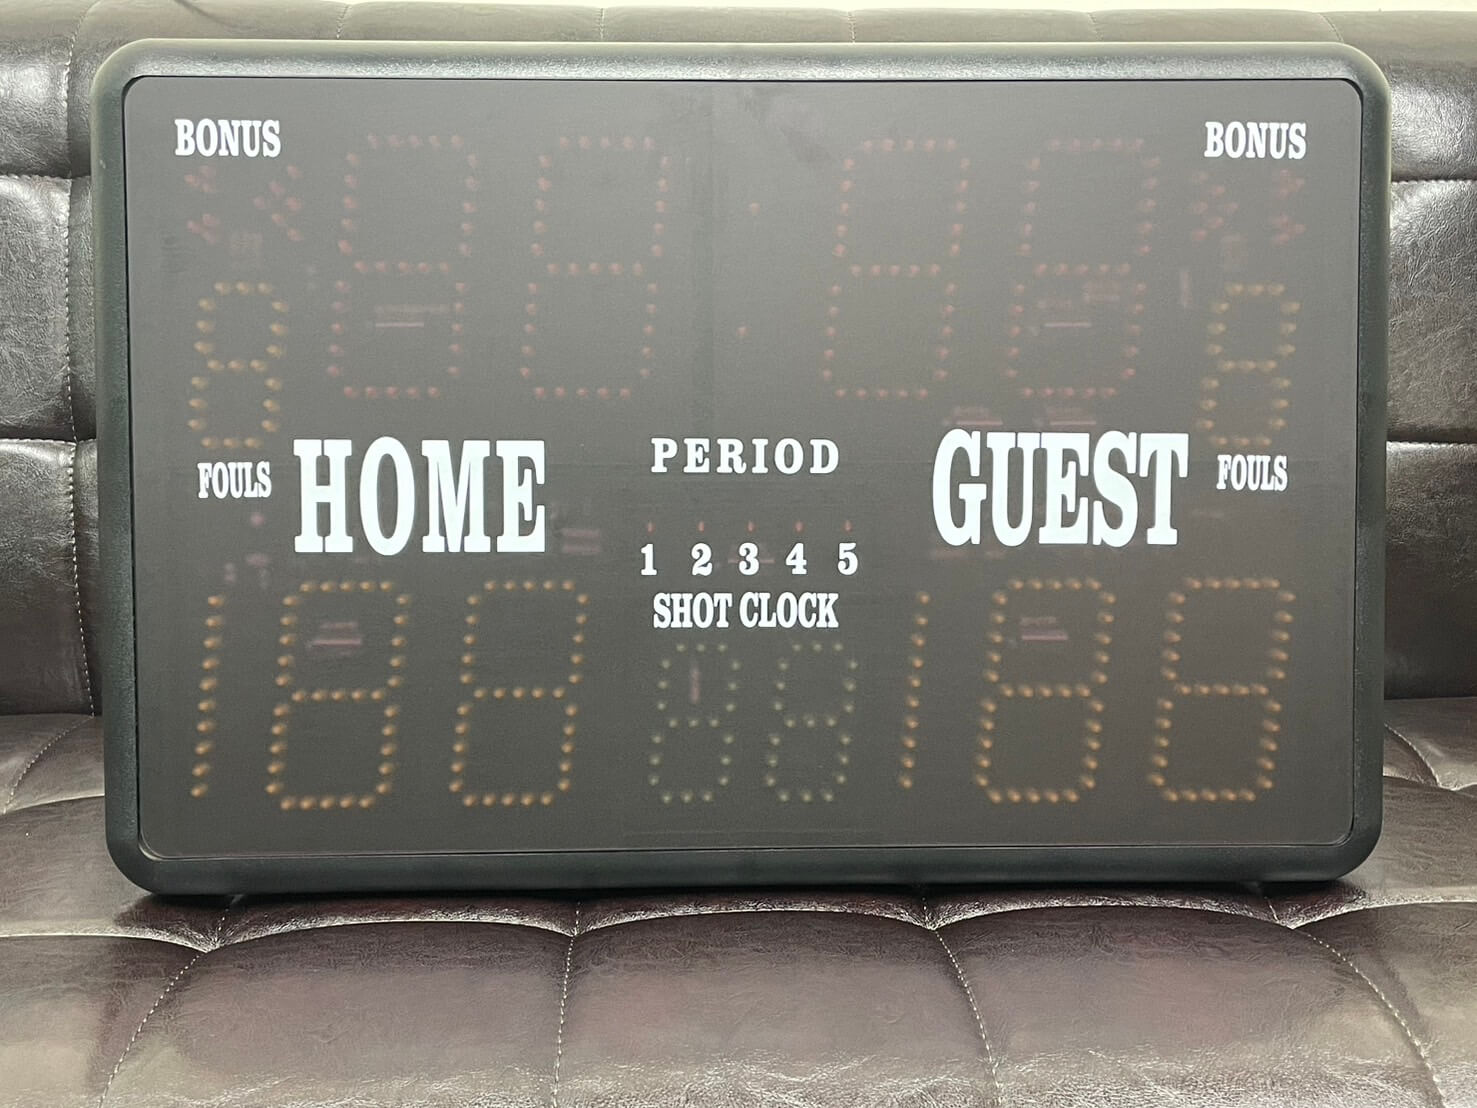 BONUS BONUS
FOULS HOME PERIOD GUEST FOULS
1 2 3 4 5
SHOT CLOCK